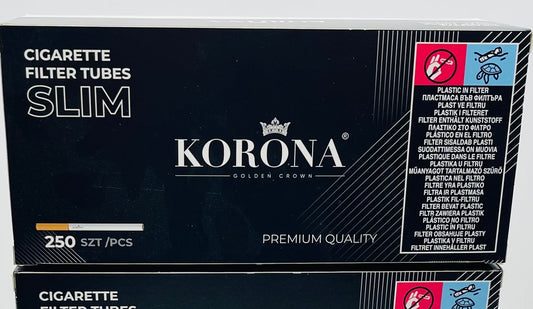 CIGARETTE
FILTER TUBES
SLIM
KORONA®
GOLDEN CROWN
250 SZT /PCS
PREMIUM QUALITY
PLASTIC IN FILTER
ПЛАСТМАСА ВЪВ ФИЛТЪРА
PLAST VE FILTRU
PLASTIK I FILTERET
FILTER ENTHÄLT KUNSTSTOFF
ΠΛΑΣΤΙΚΟ ΣΤΟ ΦΙΛΤΡΟ
PLÁSTICO EN EL FILTRO
FILTER SISALDAB PLASTI
SUODATTIMESSA ON MUOVIA
PLASTIQUE DANS LE FILTRE
PLASTIKA U FILTRU
MŰANYAGOT TARTALMAZÓ SZŰRŐ
PLASTICA NEL FILTRO
FILTRE YRA PLASTIKO
FILTRA IR PLASTMASA
PLASTIK FIL-FILTRU
FILTER BEVAT PLASTIC
FILTR ZAWIERA PLASTIK
PLÁSTICO NO FILTRO
PLASTIC ÎN FILTRU
FILTER OBSAHUJE PLASTY
PLASTIKA V FILTRU
FILTRET INNEHÅLLER PLAST
CIGARETTE
FILTER TUBES